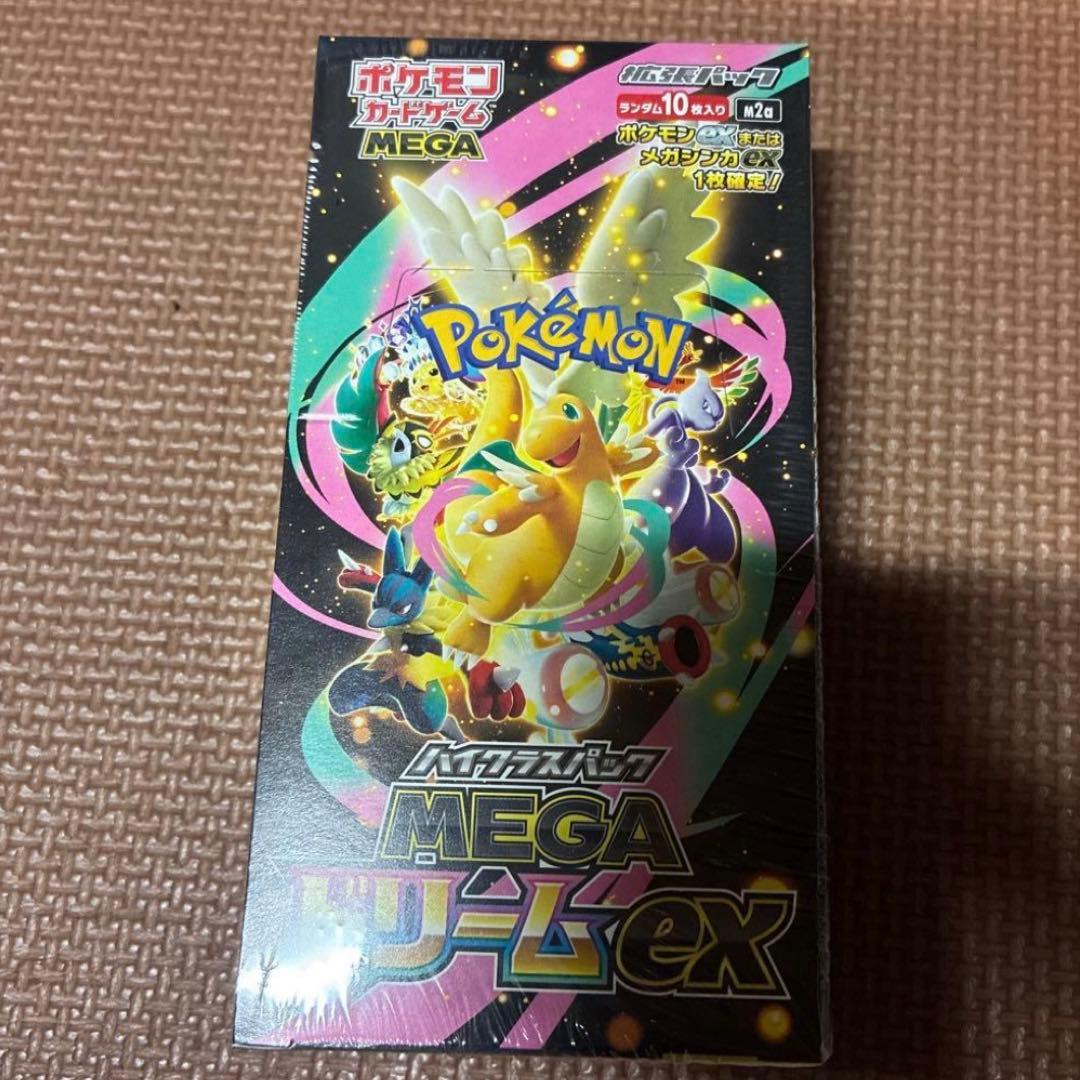 ポケモン
カードゲーム
MEGA
拡張パック
ランダム10枚入り M2a
ポケモンexまたは
メガシンカex
1枚確定!
POKéMON
TM
ハイクラスパック
MEGA
ドリームex